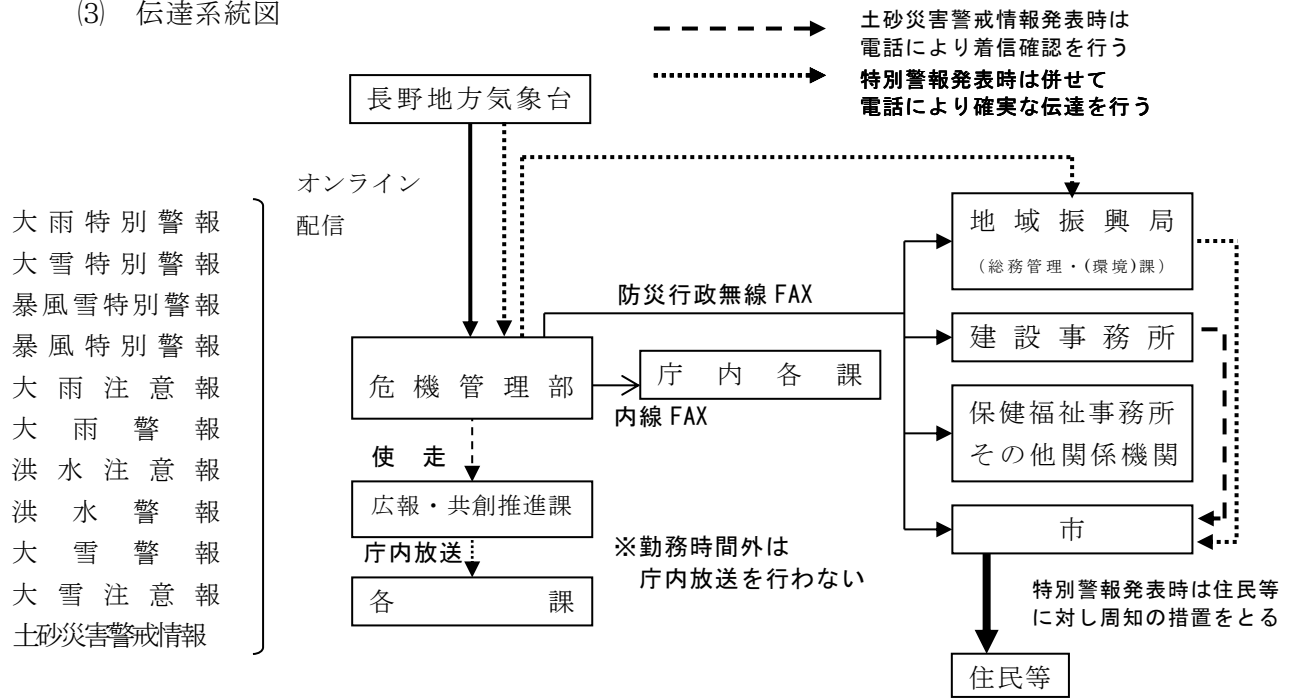 ⑶ 伝達系統図
土砂災害警戒情報発表時は
電話により着信確認を行う
特別警報発表時は併せて
電話により確実な伝達を行う
長野地方気象台
オンライン
配信
大雨特別警報
大雪特別警報
暴風雪特別警報
暴風特別警報
大雨注意報
大雨警報
洪水注意報
洪水警報
大雪警報
大雪注意報
土砂災害警戒情報
地域振興局
(総務管理・(環境)課)
防災行政無線 FAX
建設事務所
危機管理部
庁内各課
内線 FAX
保健福祉事務所
その他関係機関
使走
広報・共創推進課
市
庁内放送
※勤務時間外は
庁内放送を行わない
各課
特別警報発表時は住民等
に対し周知の措置をとる
住民等